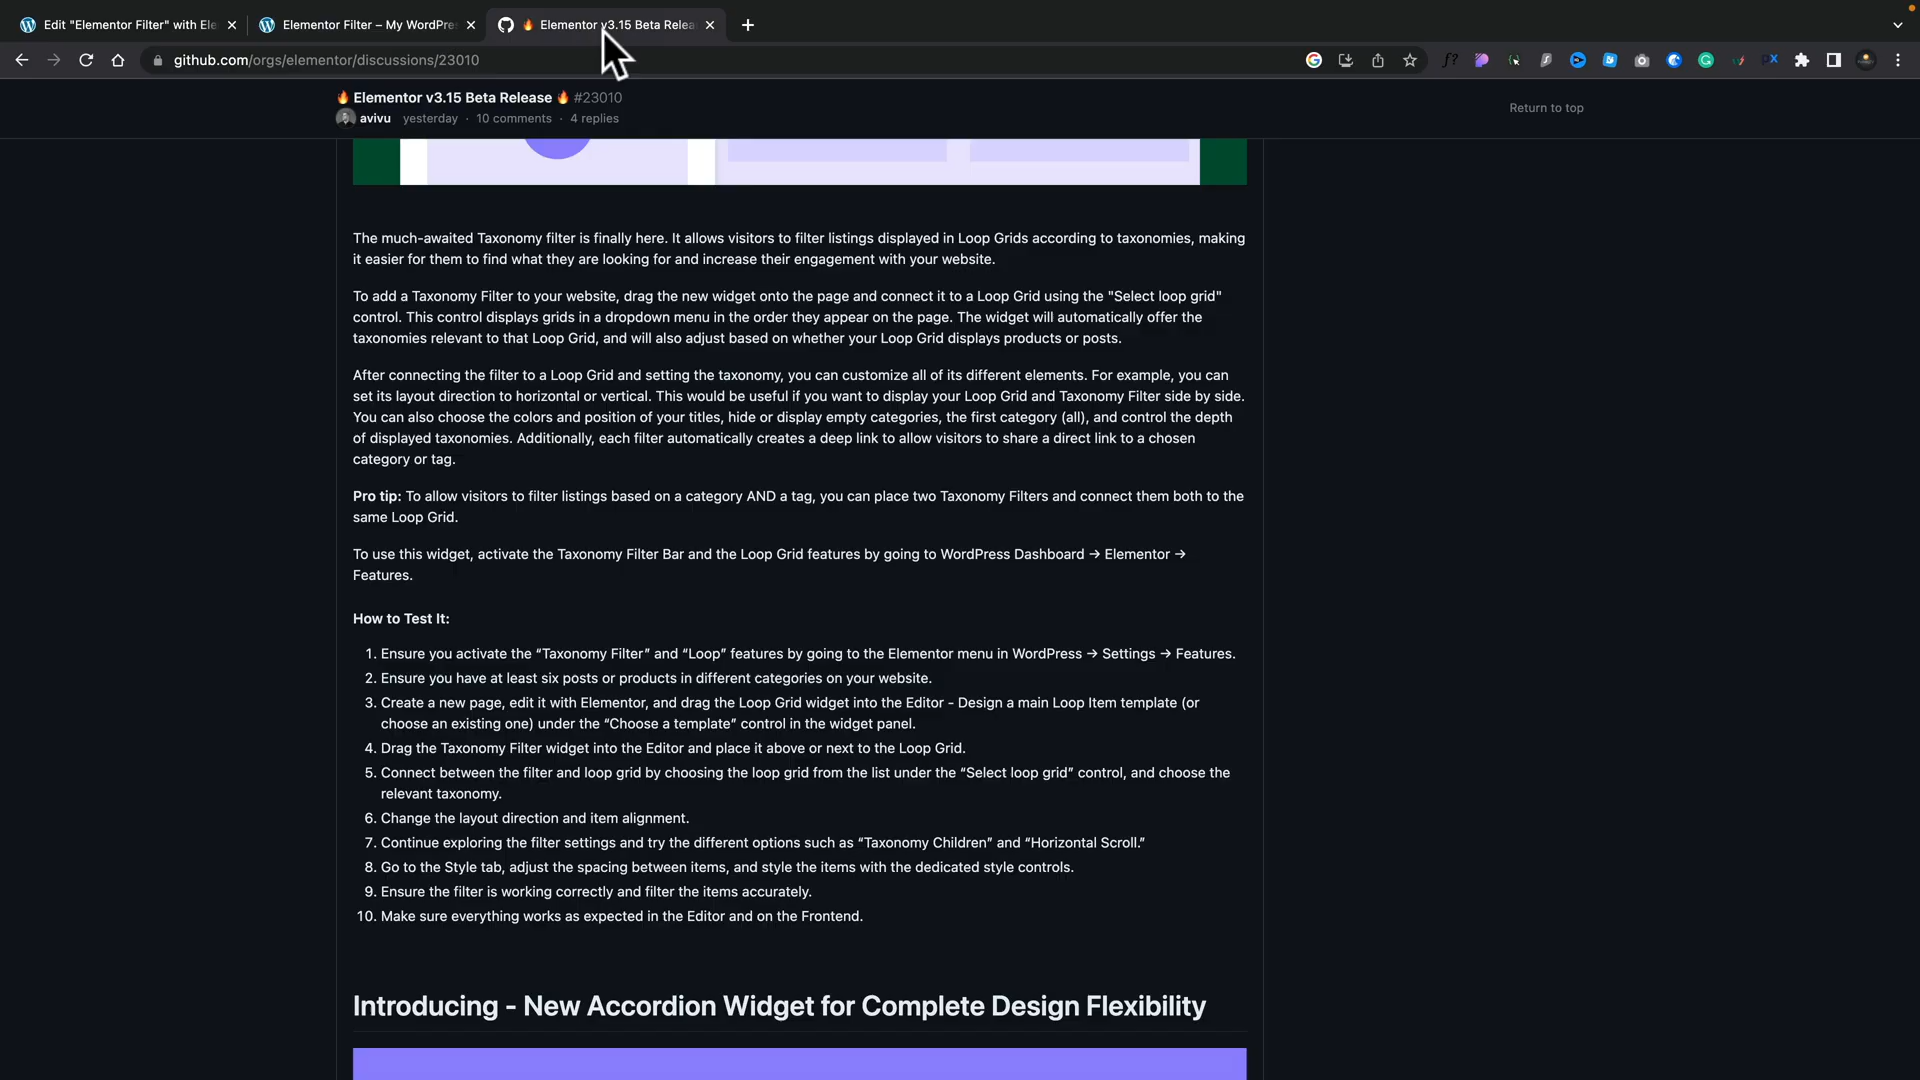 Edit "Elementor Filter" with Ele
Elementor Filter – My WordPre
🔥 Elementor v3.15 Beta Relea
github.com/orgs/elementor/discussions/23010
🔥 Elementor v3.15 Beta Release 🔥 #23010
avivu yesterday · 10 comments · 4 replies
Return to top
The much-awaited Taxonomy filter is finally here. It allows visitors to filter listings displayed in Loop Grids according to taxonomies, making
it easier for them to find what they are looking for and increase their engagement with your website.
To add a Taxonomy Filter to your website, drag the new widget onto the page and connect it to a Loop Grid using the "Select loop grid"
control. This control displays grids in a dropdown menu in the order they appear on the page. The widget will automatically offer the
taxonomies relevant to that Loop Grid, and will also adjust based on whether your Loop Grid displays products or posts.
After connecting the filter to a Loop Grid and setting the taxonomy, you can customize all of its different elements. For example, you can
set its layout direction to horizontal or vertical. This would be useful if you want to display your Loop Grid and Taxonomy Filter side by side.
You can also choose the colors and position of your titles, hide or display empty categories, the first category (all), and control the depth
of displayed taxonomies. Additionally, each filter automatically creates a deep link to allow visitors to share a direct link to a chosen
category or tag.
Pro tip: To allow visitors to filter listings based on a category AND a tag, you can place two Taxonomy Filters and connect them both to the
same Loop Grid.
To use this widget, activate the Taxonomy Filter Bar and the Loop Grid features by going to WordPress Dashboard → Elementor →
Features.
How to Test It:
1. Ensure you activate the “Taxonomy Filter” and “Loop” features by going to the Elementor menu in WordPress → Settings → Features.
2. Ensure you have at least six posts or products in different categories on your website.
3. Create a new page, edit it with Elementor, and drag the Loop Grid widget into the Editor - Design a main Loop Item template (or
choose an existing one) under the “Choose a template” control in the widget panel.
4. Drag the Taxonomy Filter widget into the Editor and place it above or next to the Loop Grid.
5. Connect between the filter and loop grid by choosing the loop grid from the list under the “Select loop grid” control, and choose the
relevant taxonomy.
6. Change the layout direction and item alignment.
7. Continue exploring the filter settings and try the different options such as “Taxonomy Children” and “Horizontal Scroll.”
8. Go to the Style tab, adjust the spacing between items, and style the items with the dedicated style controls.
9. Ensure the filter is working correctly and filter the items accurately.
10. Make sure everything works as expected in the Editor and on the Frontend.
Introducing - New Accordion Widget for Complete Design Flexibility